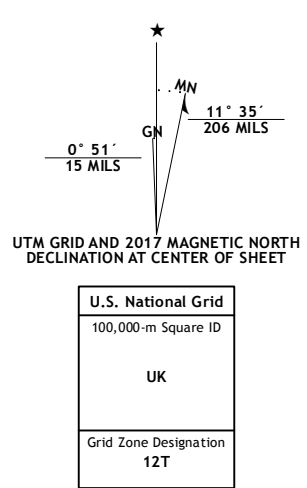 ★
MN
11° 35´
206 MILS
GN
0° 51´
15 MILS
UTM GRID AND 2017 MAGNETIC NORTH
DECLINATION AT CENTER OF SHEET
U.S. National Grid
100,000-m Square ID
UK
Grid Zone Designation
12T